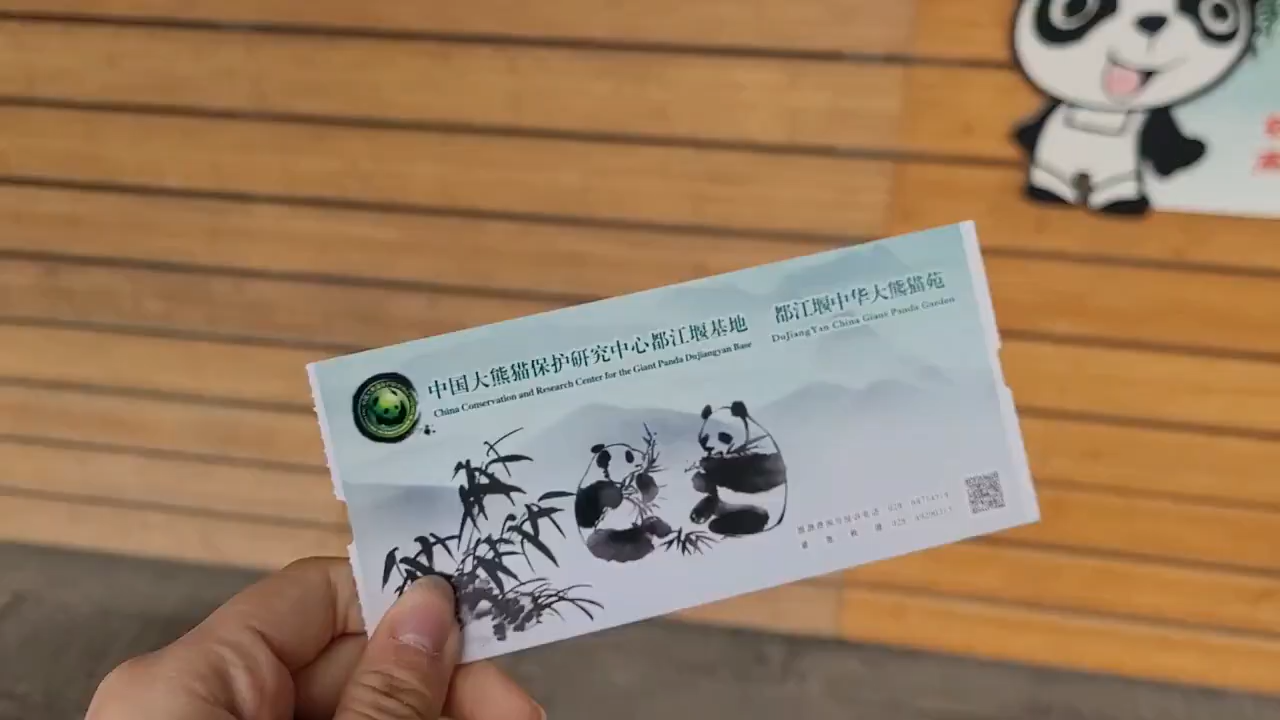 中国大熊猫保护研究中心都江堰基地
China Conservation and Research Center for the Giant Panda Dujiangyan Base
都江堰中华大熊猫苑
DuJiangYan China Giant Panda Garden